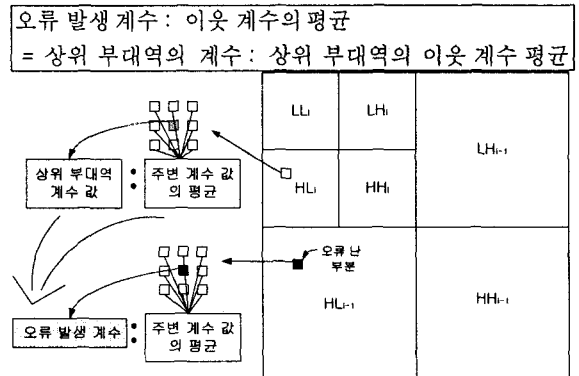 오류 발생 계수 : 이웃 계수의 평균
= 상위 부대역의 계수 : 상위 부대역의 이웃 계수 평균
LLi
LHi
LHi-1
상위 부대역
계수 값
:
주변 계수 값
의 평균
HLi
HHi
오류 난
부분
HLi-1
HHi-1
오류 발생 계수
:
주변 계수 값
의 평균